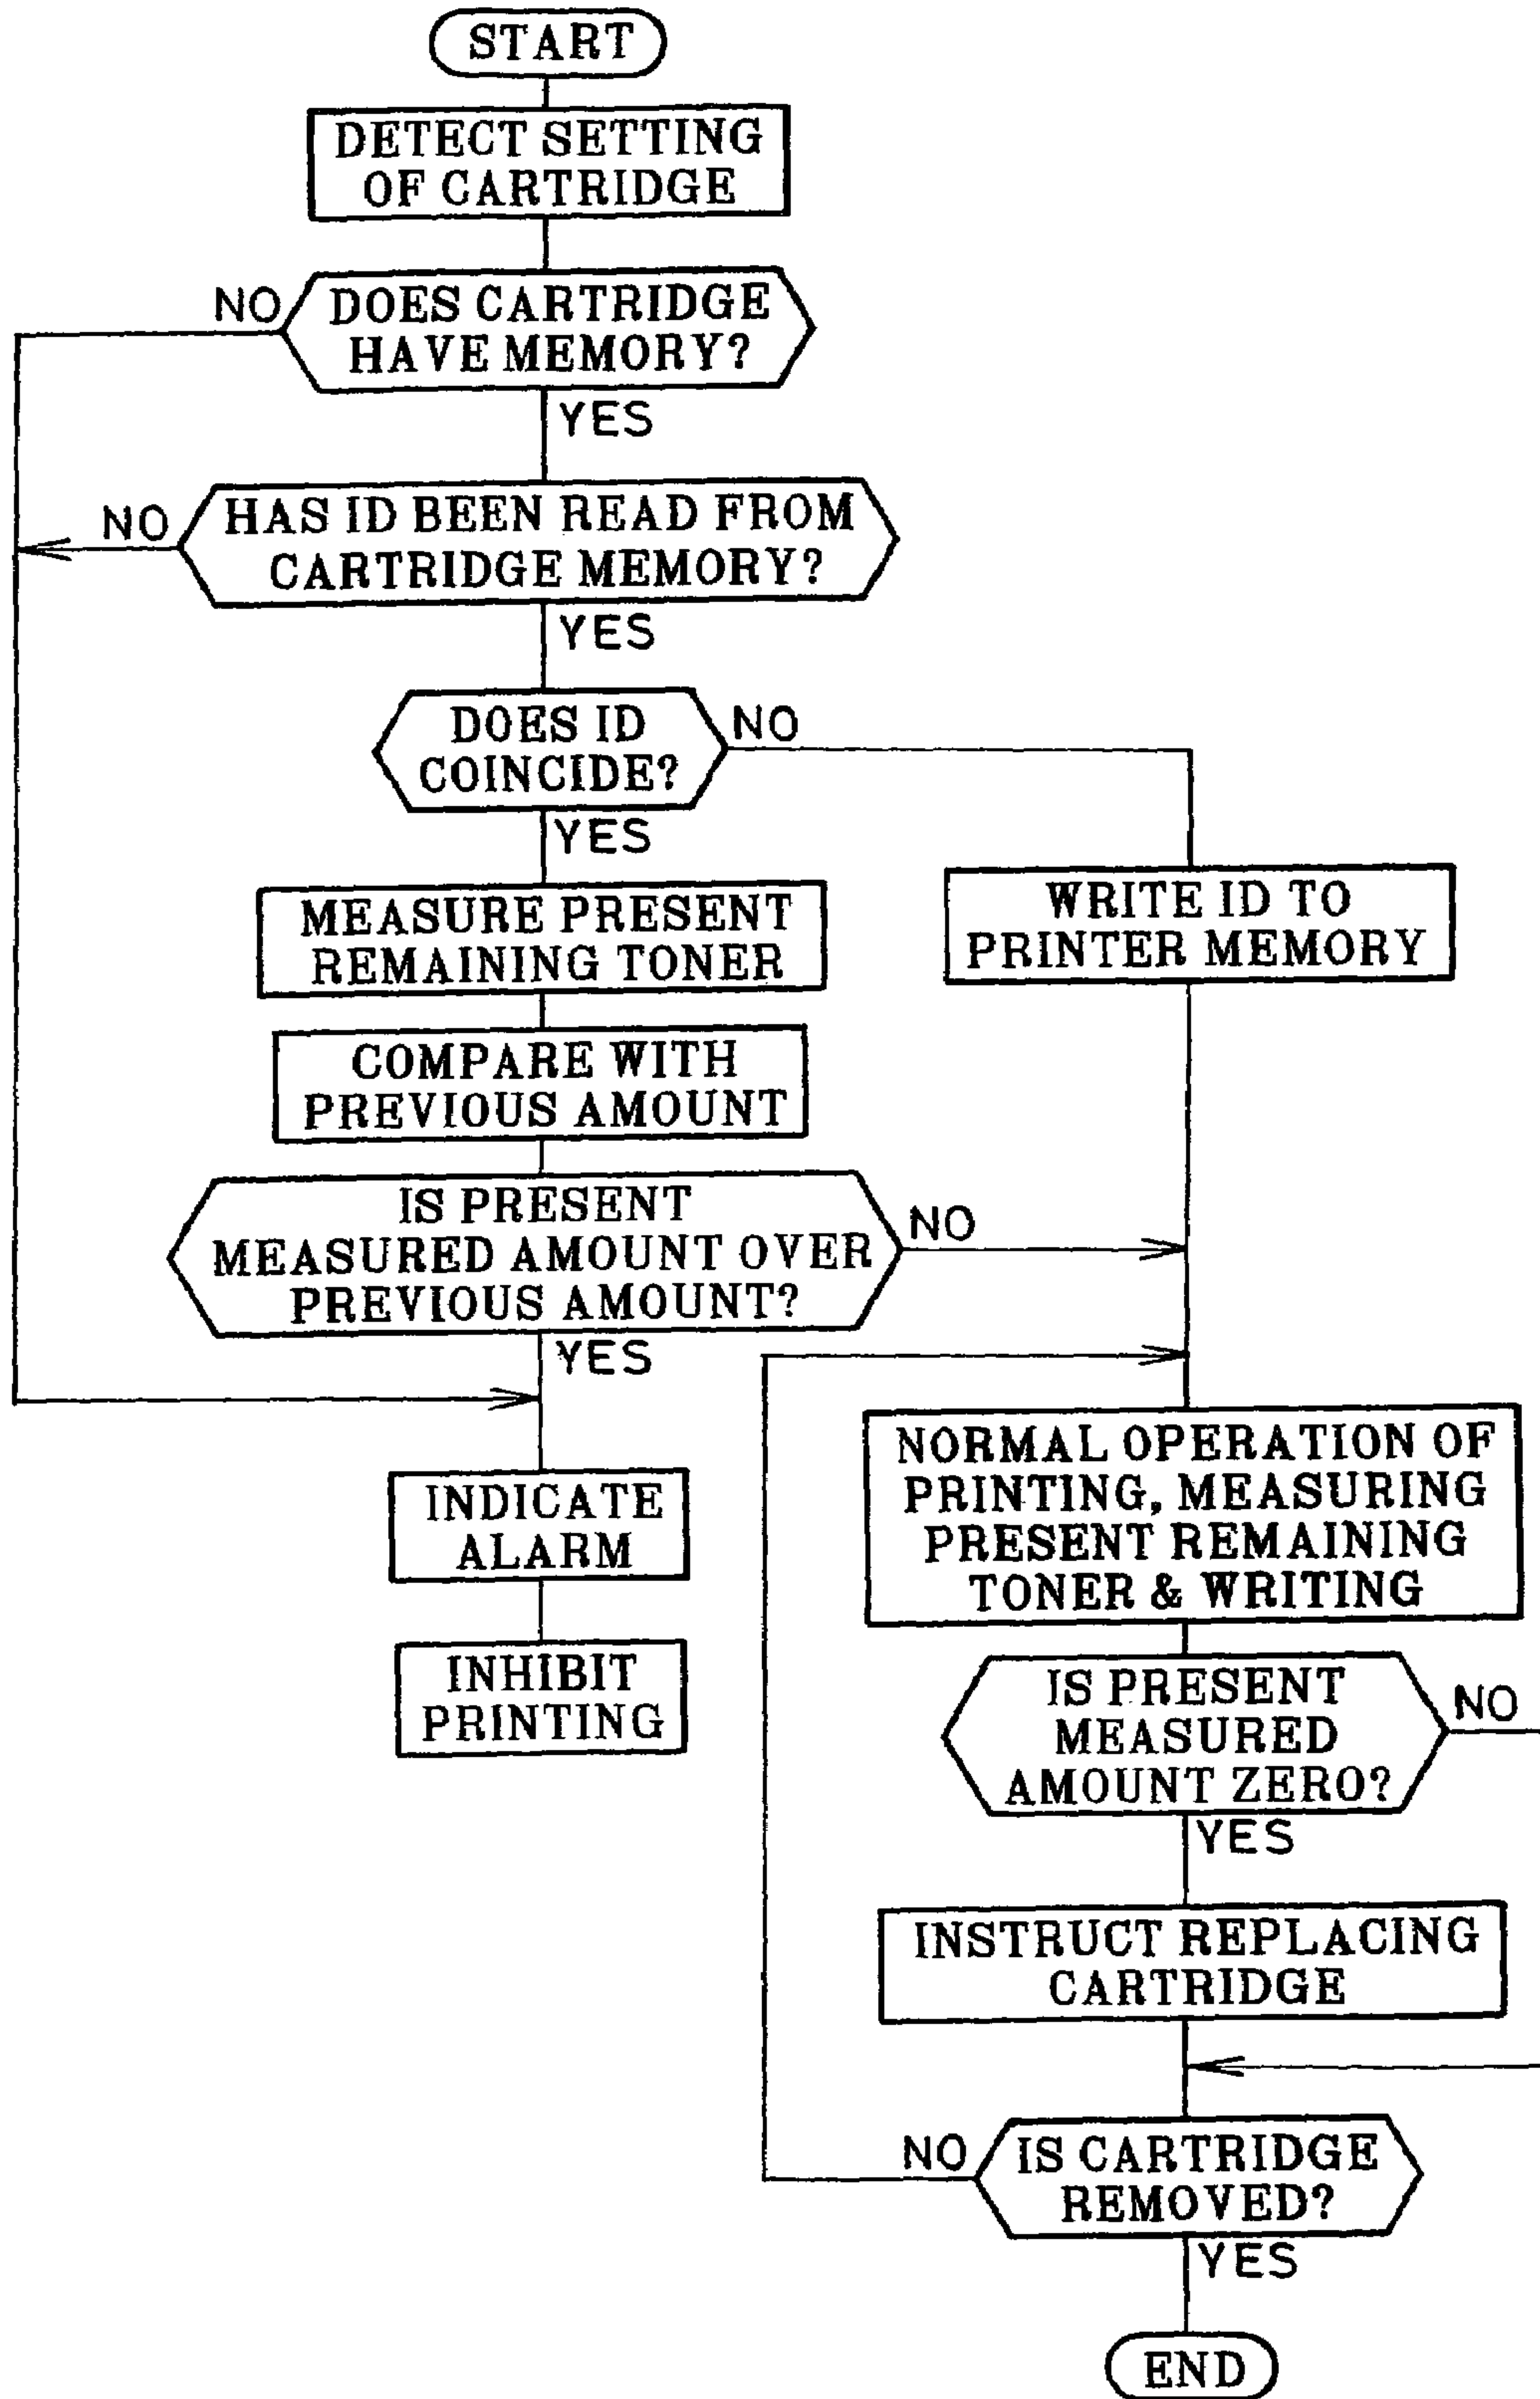 START
DETECT SETTING
OF CARTRIDGE
NO
DOES CARTRIDGE
HAVE MEMORY?
YES
NO
HAS ID BEEN READ FROM
CARTRIDGE MEMORY?
YES
DOES ID
COINCIDE?
NO
YES
MEASURE PRESENT
REMAINING TONER
WRITE ID TO
PRINTER MEMORY
COMPARE WITH
PREVIOUS AMOUNT
IS PRESENT
MEASURED AMOUNT OVER
PREVIOUS AMOUNT?
NO
YES
INDICATE
ALARM
INHIBIT
PRINTING
NORMAL OPERATION OF
PRINTING, MEASURING
PRESENT REMAINING
TONER & WRITING
IS PRESENT
MEASURED
AMOUNT ZERO?
NO
YES
INSTRUCT REPLACING
CARTRIDGE
NO
IS CARTRIDGE
REMOVED?
YES
END